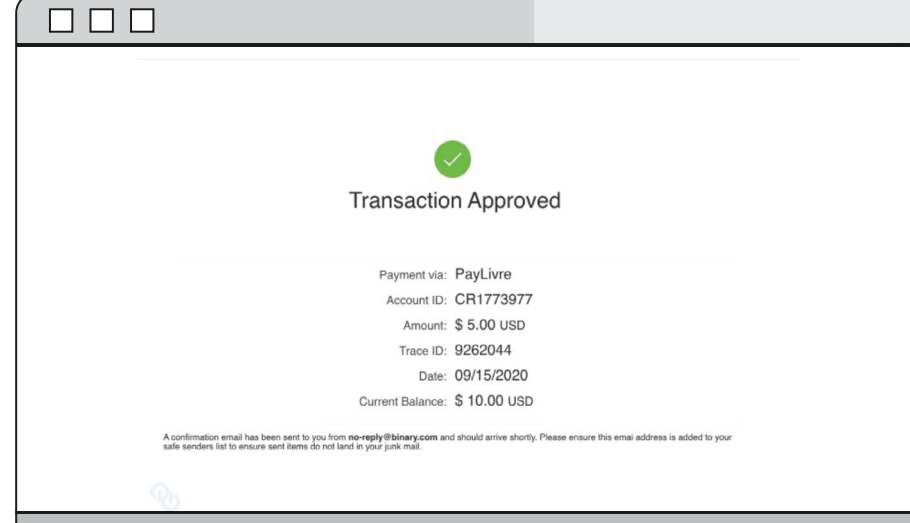 Transaction Approved
Payment via: PayLivre
Account ID: CR1773977
Amount: $ 5.00 USD
Trace ID: 9262044
Date: 09/15/2020
Current Balance: $ 10.00 USD
A confirmation email has been sent to you from no-reply@binary.com and should arrive shortly. Please ensure this emai address is added to your
safe senders list to ensure sent items do not land in your junk mail.